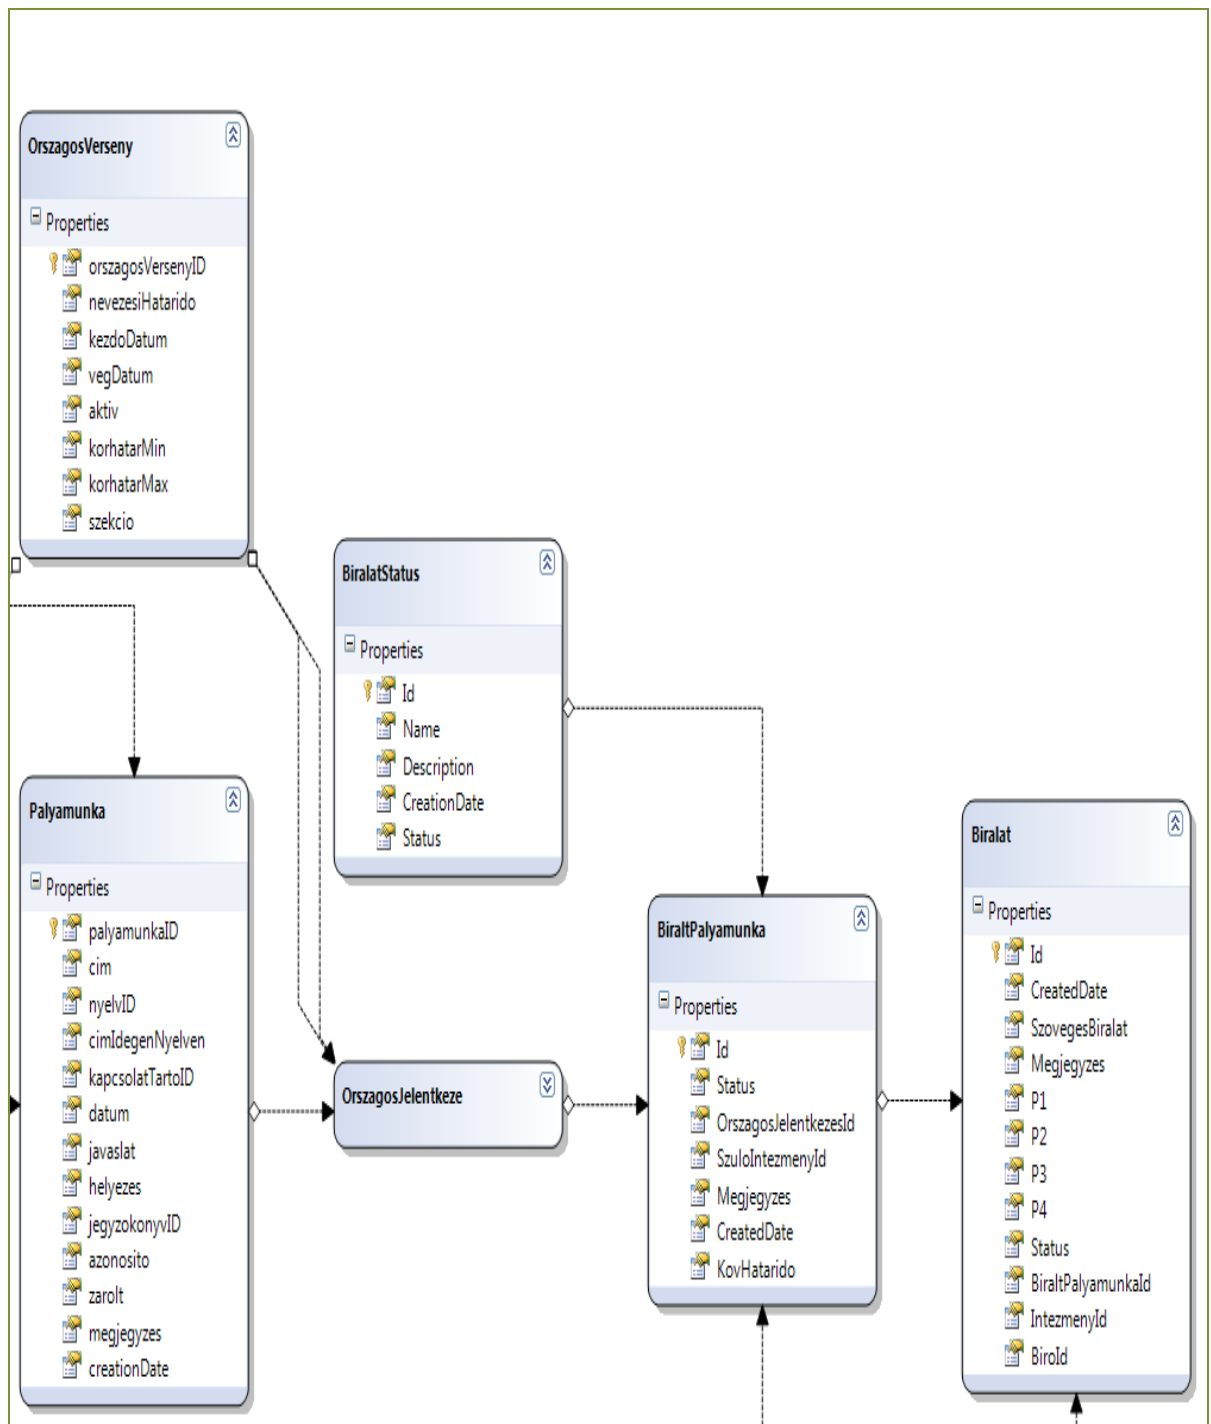 OrszagosVerseny
Properties
orszagosVersenyID
nevezesiHatarido
kezdoDatum
vegDatum
aktiv
korhatarMin
korhatarMax
szekcio
BiralatStatus
Properties
Id
Name
Description
CreationDate
Status
Palyamunka
Properties
palyamunkaID
cim
nyelvID
cimIdegenNyelven
kapcsolatTartoID
datum
javaslat
helyezes
jegyzokonyvID
azonosito
zarolt
megjegyzes
creationDate
OrszagosJelentkeze
BiraltPalyamunka
Properties
Id
Status
OrszagosJelentkezesId
SzuloIntezmenyId
Megjegyzes
CreatedDate
KovHatarido
Biralat
Properties
Id
CreatedDate
SzovegesBiralat
Megjegyzes
P1
P2
P3
P4
Status
BiraltPalyamunkaId
IntezmenyId
BiroId